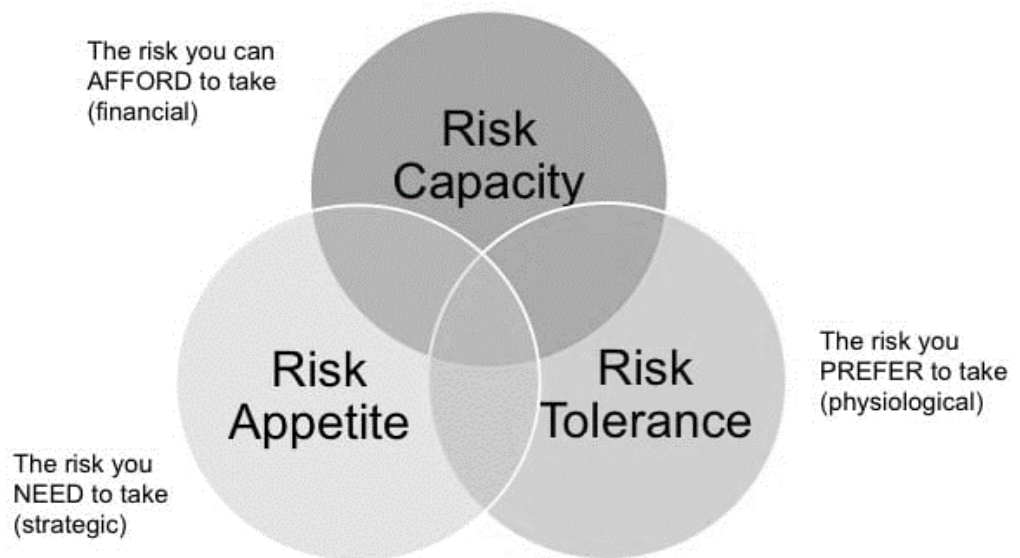 The risk you can
AFFORD to take
(financial)
Risk
Capacity
Risk
Appetite
Risk
Tolerance
The risk you
PREFER to take
(physiological)
The risk you
NEED to take
(strategic)